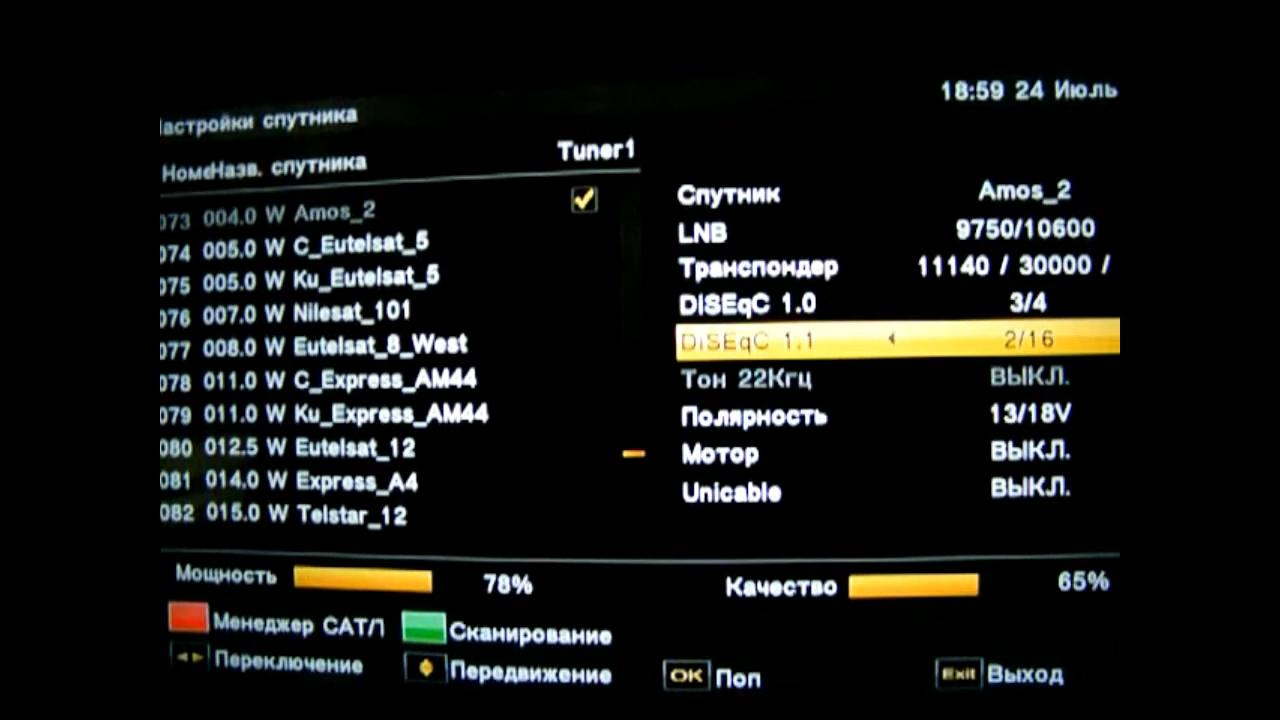 18:59 24 Июль
Настройки спутника
НомеНазв. спутника Tuner1
073 004.0 W Amos_2
074 005.0 W C_Eutelsat_5
075 005.0 W Ku_Eutelsat_5
076 007.0 W Nilesat_101
077 008.0 W Eutelsat_8_West
078 011.0 W C_Express_AM44
079 011.0 W Ku_Express_AM44
080 012.5 W Eutelsat_12
081 014.0 W Express_A4
082 015.0 W Telstar_12
Спутник Amos_2
LNB 9750/10600
Транспондер 11140 / 30000 /
DiSEqC 1.0 3/4
DiSEqC 1.1 2/16
Тон 22Кгц ВЫКЛ.
Полярность 13/18V
Мотор ВЫКЛ.
Unicable ВЫКЛ.
Мощность 78% Качество 65%
Менеджер САТ/Т Сканирование
Переключение Передвижение OK Поп Exit Выход